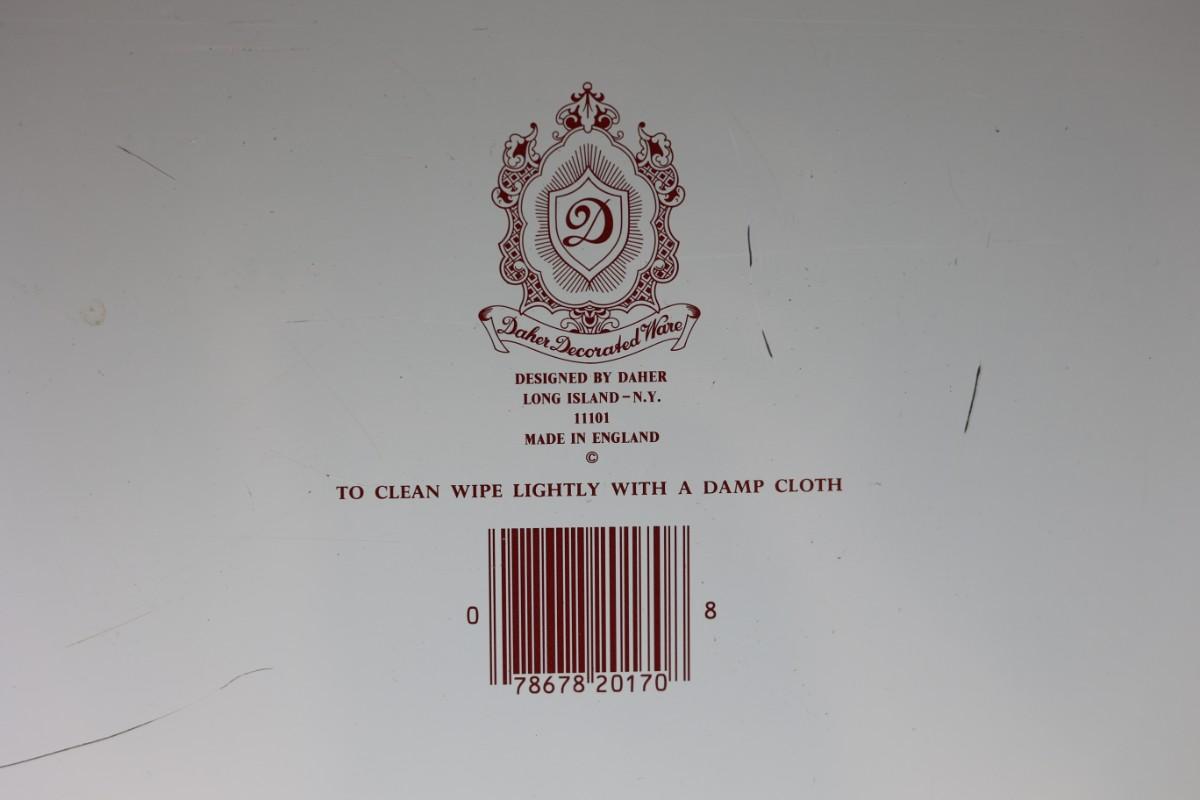 D
Daher Decorated Ware
DESIGNED BY DAHER
LONG ISLAND – N.Y.
11101
MADE IN ENGLAND
©
TO CLEAN WIPE LIGHTLY WITH A DAMP CLOTH
0 78678 20170 8